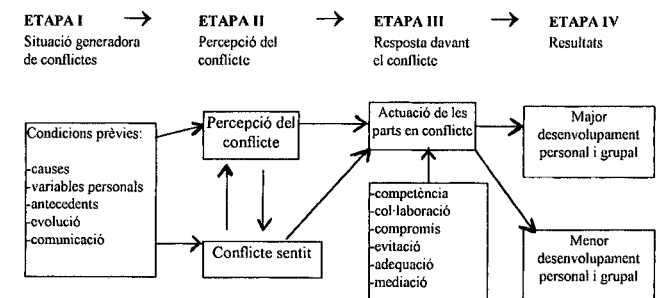 ETAPA I → ETAPA II → ETAPA III → ETAPA IV
Situació generadora
de conflictes
Percepció del
conflicte
Resposta davant
el conflicte
Resultats
Condicions prèvies:
-causes
-variables personals
-antecedents
-evolució
-comunicació
Percepció del
conflicte
Conflicte sentit
Actuació de les
parts en conflicte
-competència
-col·laboració
-compromís
-evitació
-adequació
-mediació
Major
desenvolupament
personal i grupal
Menor
desenvolupament
personal i grupal